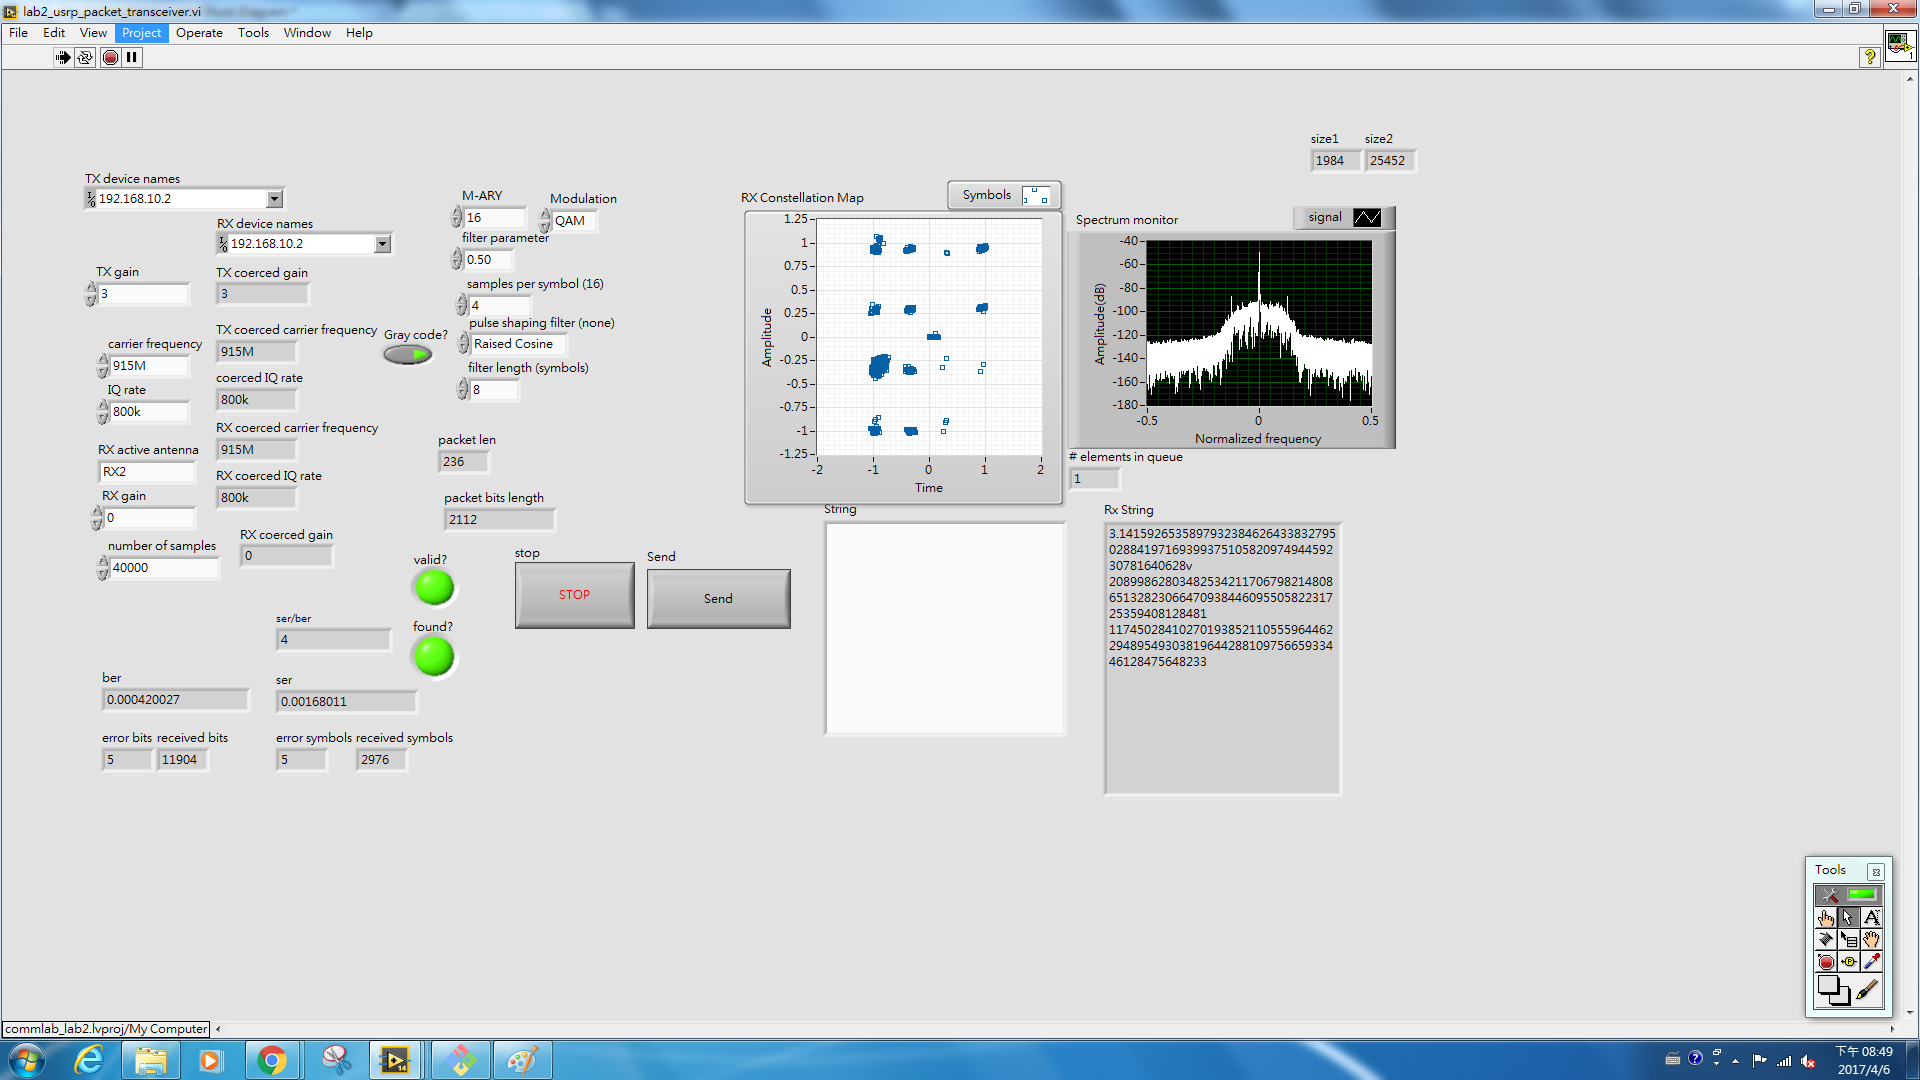 lab2_usrp_packet_transceiver.vi
File Edit View Project Operate Tools Window Help
size1 size2
1984 25452
TX device names
192.168.10.2
RX device names
192.168.10.2
TX gain
3
TX coerced gain
3
carrier frequency
915M
TX coerced carrier frequency
915M
IQ rate
800k
coerced IQ rate
800k
RX coerced carrier frequency
915M
RX active antenna
RX2
RX coerced IQ rate
800k
RX gain
0
RX coerced gain
0
number of samples
40000
M-ARY
16
Modulation
QAM
filter parameter
0.50
samples per symbol (16)
4
Gray code?
pulse shaping filter (none)
Raised Cosine
filter length (symbols)
8
packet len
236
packet bits length
2112
valid?
found?
stop
STOP
Send
Send
ser/ber
4
ber
0.000420027
ser
0.00168011
error bits received bits
5 11904
error symbols received symbols
5 2976
RX Constellation Map
Symbols
Amplitude
1.25
1
0.75
0.5
0.25
0
-0.25
-0.5
-0.75
-1
-1.25
-2 -1 0 1 2
Time
Spectrum monitor
signal
Amplitude(dB)
-40
-60
-80
-100
-120
-140
-160
-180
-0.5 0 0.5
Normalized frequency
# elements in queue
1
String
Rx String
3.1415926535897932384626433832795
028841971693993751058209749445 92
30781640628v
20899862803482534211706798214808
65132823066470938446095505822317
25359408128481
11745028410270193852110555964462
29489549303819644288109756659334
46128475648233
Tools
commlab_lab2.lvproj/My Computer
下午 08:49
2017/4/6